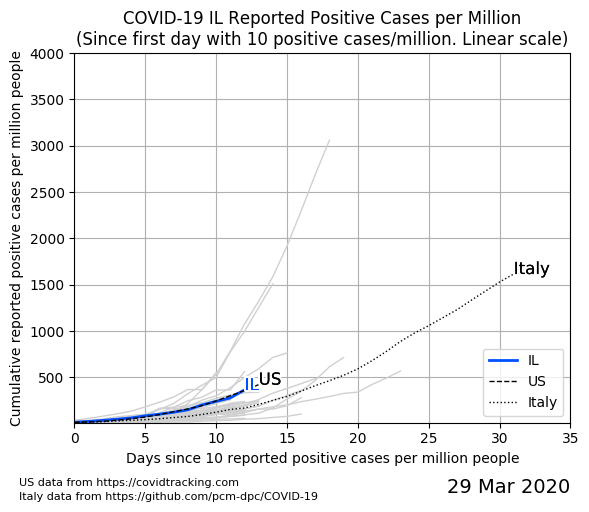 COVID-19 IL Reported Positive Cases per Million
(Since first day with 10 positive cases/million. Linear scale)
Cumulative reported positive cases per million people
4000
3500
3000
2500
2000
1500
1000
500
Italy
IL
US
IL
US
Italy
0 5 10 15 20 25 30 35
Days since 10 reported positive cases per million people
US data from https://covidtracking.com
Italy data from https://github.com/pcm-dpc/COVID-19
29 Mar 2020